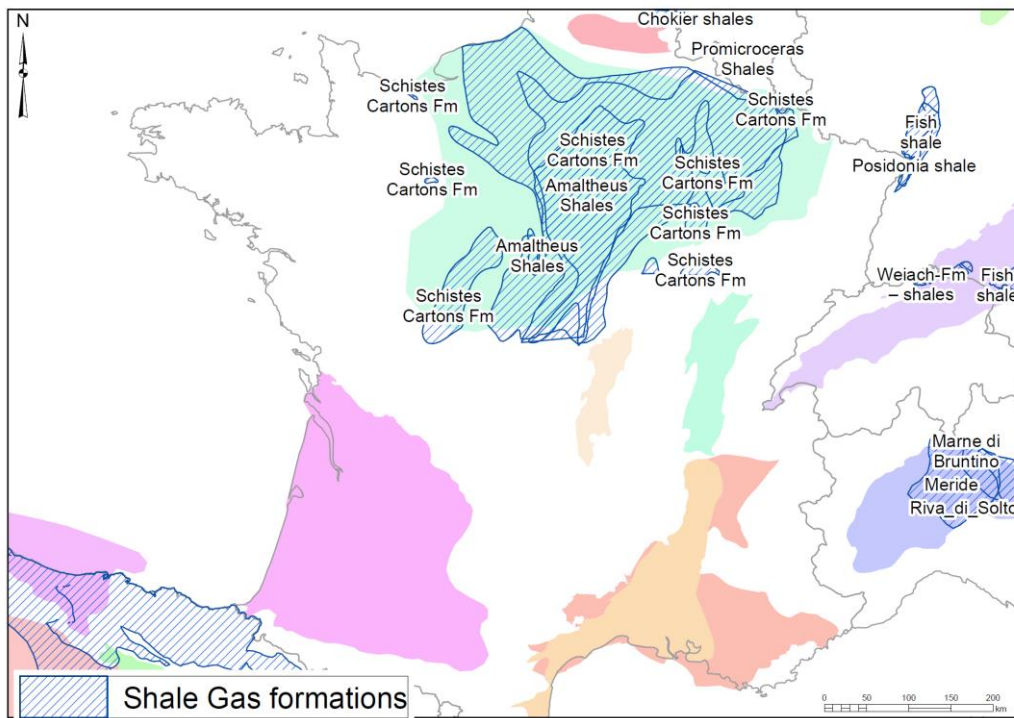 N
Chokier shales
Promicroceras
Shales
Schistes
Cartons Fm
Schistes
Cartons Fm
Fish
shale
Posidonia shale
Schistes
Cartons Fm
Amaltheus
Shales
Schistes
Cartons Fm
Schistes
Cartons Fm
Schistes
Cartons Fm
Amaltheus
Shales
Schistes
Cartons Fm
Schistes
Cartons Fm
Weiach-Fm
– shales
Fish
shale
Marne di
Bruntino
Meride
Riva_di_Solto
Shale Gas formations
0 50 100 150 200
km